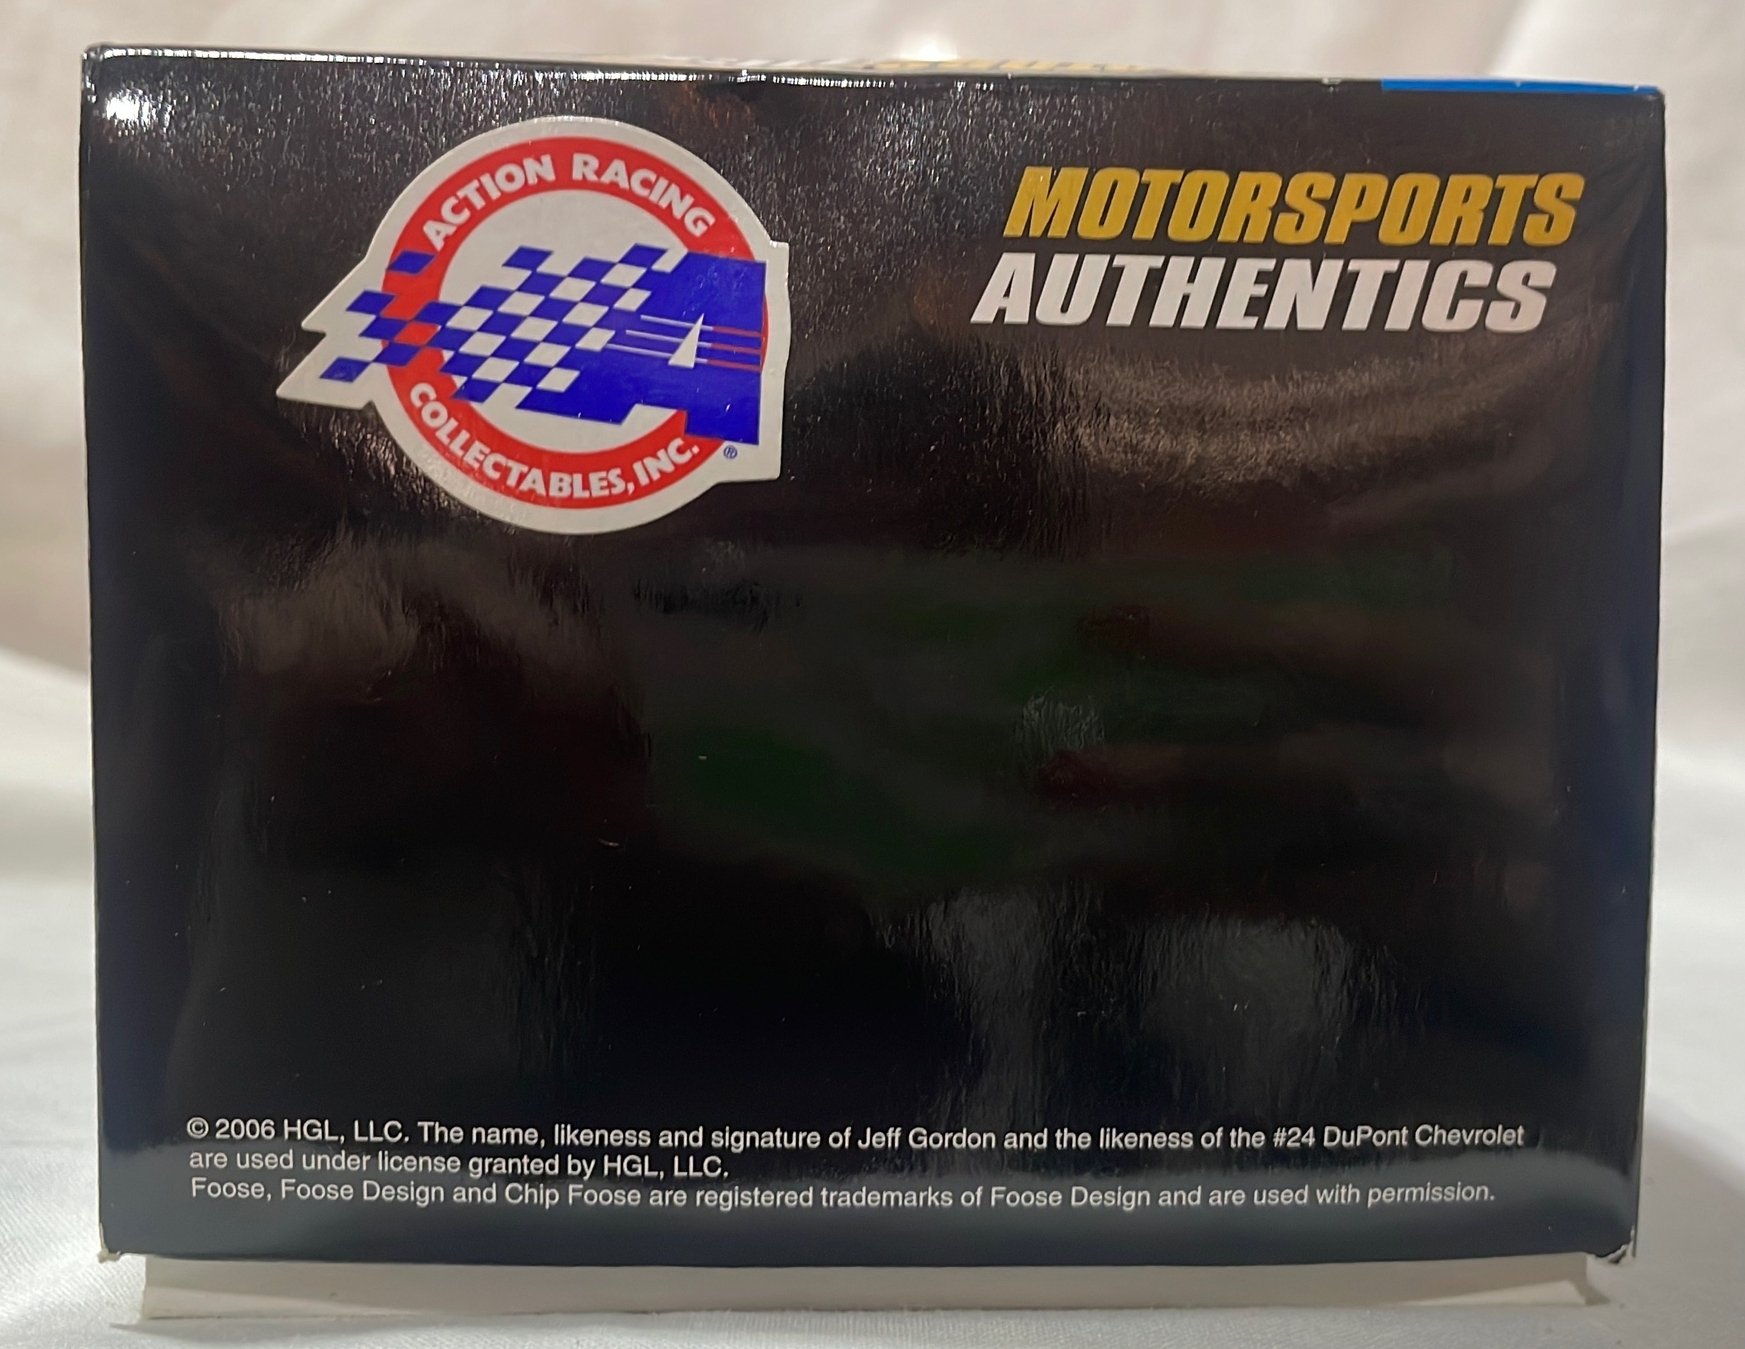 ACTION RACING
COLLECTABLES, INC.
®
MOTORSPORTS
AUTHENTICS
© 2006 HGL, LLC. The name, likeness and signature of Jeff Gordon and the likeness of the #24 DuPont Chevrolet
are used under license granted by HGL, LLC.
Foose, Foose Design and Chip Foose are registered trademarks of Foose Design and are used with permission.